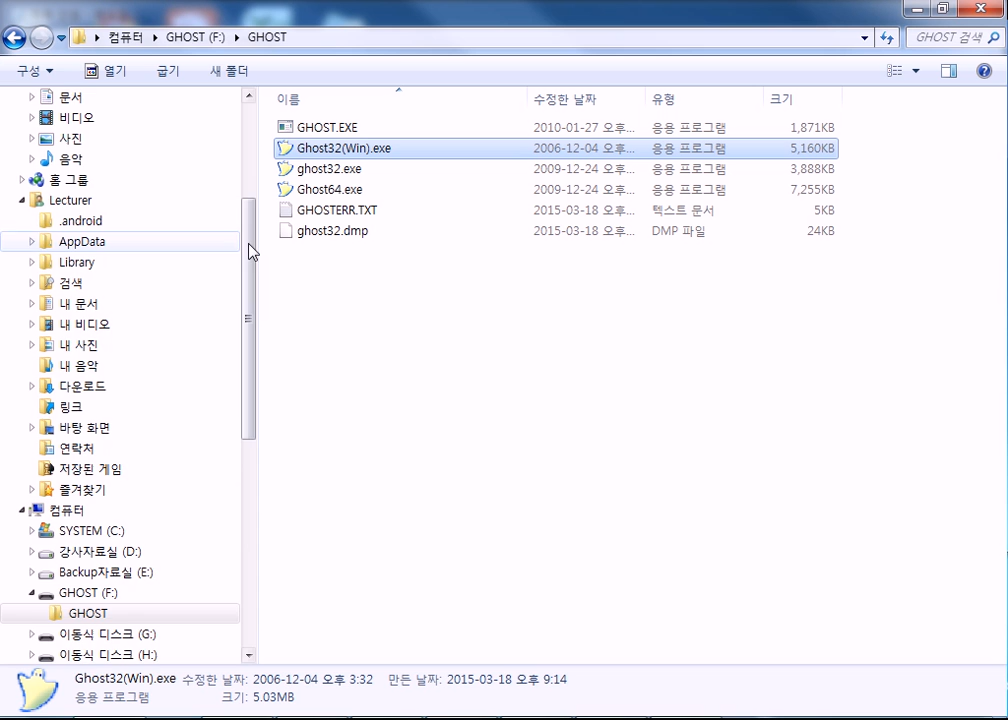 컴퓨터 GHOST (F:) GHOST
GHOST 검색
구성 열기 굽기 새 폴더
문서
비디오
사진
음악
홈 그룹
Lecturer
.android
AppData
Library
검색
내 문서
내 비디오
내 사진
내 음악
다운로드
링크
바탕 화면
연락처
저장된 게임
즐겨찾기
컴퓨터
SYSTEM (C:)
강사자료실 (D:)
Backup자료실 (E:)
GHOST (F:)
GHOST
이동식 디스크 (G:)
이동식 디스크 (H:)
이름 수정한 날짜 유형 크기
GHOST.EXE 2010-01-27 오후... 응용 프로그램 1,871KB
Ghost32(Win).exe 2006-12-04 오후... 응용 프로그램 5,160KB
ghost32.exe 2009-12-24 오후... 응용 프로그램 3,888KB
Ghost64.exe 2009-12-24 오후... 응용 프로그램 7,255KB
GHOSTERR.TXT 2015-03-18 오후... 텍스트 문서 5KB
ghost32.dmp 2015-03-18 오후... DMP 파일 24KB
Ghost32(Win).exe 수정한 날짜: 2006-12-04 오후 3:32 만든 날짜: 2015-03-18 오후 9:14
응용 프로그램 크기: 5.03MB